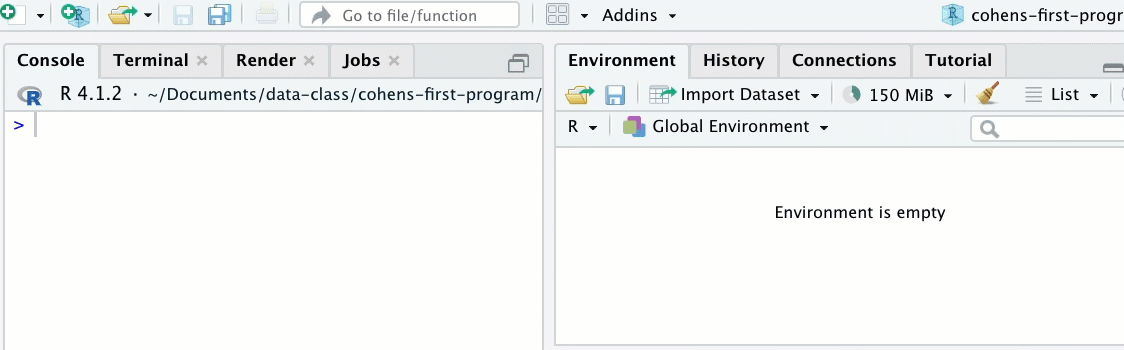 Go to file/function Addins cohens-first-progr
Console Terminal Render Jobs Environment History Connections Tutorial
R 4.1.2 · ~/Documents/data-class/cohens-first-program/ Import Dataset 150 MiB List
> R Global Environment
Environment is empty